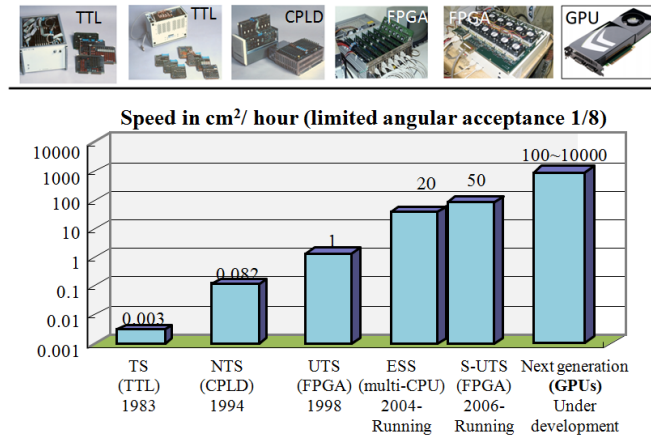 TTL
TTL
CPLD
FPGA
FPGA
GPU
Speed in cm²/ hour (limited angular acceptance 1/8)
10000
1000
100
10
1
0.1
0.01
0.001
0.003
0.082
1
20
50
100~10000
TS
(TTL)
1983
NTS
(CPLD)
1994
UTS
(FPGA)
1998
ESS
(multi-CPU)
2004-
Running
S-UTS
(FPGA)
2006-
Running
Next generation
(GPUs)
Under
development